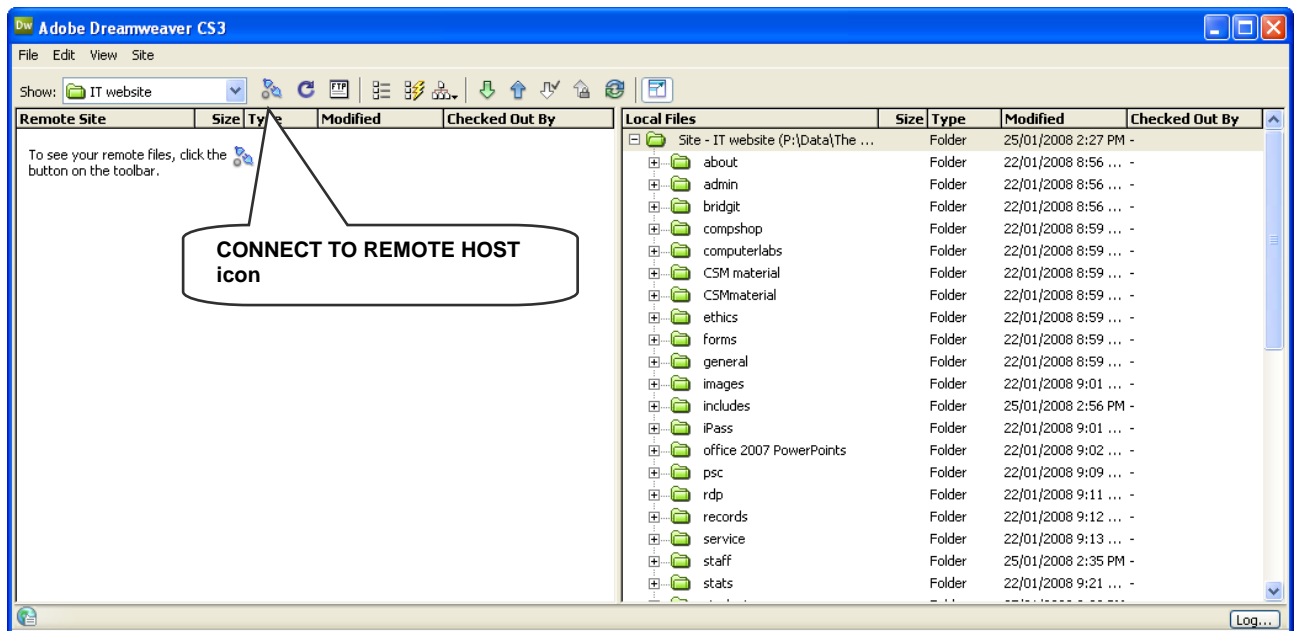 Dw Adobe Dreamweaver CS3
File Edit View Site
Show: IT website FTP
Remote Site Size Type Modified Checked Out By
To see your remote files, click the
button on the toolbar.
CONNECT TO REMOTE HOST
icon
Local Files Size Type Modified Checked Out By
Site - IT website (P:\Data\The ... Folder 25/01/2008 2:27 PM -
about Folder 22/01/2008 8:56 ... -
admin Folder 22/01/2008 8:56 ... -
bridgit Folder 22/01/2008 8:56 ... -
compshop Folder 22/01/2008 8:59 ... -
computerlabs Folder 22/01/2008 8:59 ... -
CSM material Folder 22/01/2008 8:59 ... -
CSMmaterial Folder 22/01/2008 8:59 ... -
ethics Folder 22/01/2008 8:59 ... -
forms Folder 22/01/2008 8:59 ... -
general Folder 22/01/2008 8:59 ... -
images Folder 22/01/2008 9:01 ... -
includes Folder 25/01/2008 2:56 PM -
iPass Folder 22/01/2008 9:01 ... -
office 2007 PowerPoints Folder 22/01/2008 9:02 ... -
psc Folder 22/01/2008 9:09 ... -
rdp Folder 22/01/2008 9:11 ... -
records Folder 22/01/2008 9:12 ... -
service Folder 22/01/2008 9:13 ... -
staff Folder 25/01/2008 2:35 PM -
stats Folder 22/01/2008 9:21 ... -
Log...